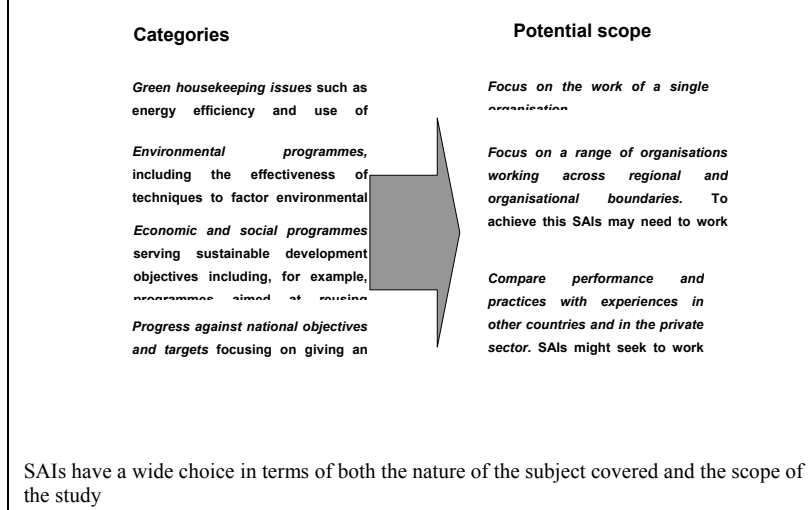 Categories
Green housekeeping issues such as
energy efficiency and use of
Environmental programmes,
including the effectiveness of
techniques to factor environmental
Economic and social programmes
serving sustainable development
objectives including, for example,
programmes aimed at reusing
Progress against national objectives
and targets focusing on giving an
Potential scope
Focus on the work of a single
organisation
Focus on a range of organisations
working across regional and
organisational boundaries. To
achieve this SAIs may need to work
Compare performance and
practices with experiences in
other countries and in the private
sector. SAIs might seek to work
SAIs have a wide choice in terms of both the nature of the subject covered and the scope of
the study